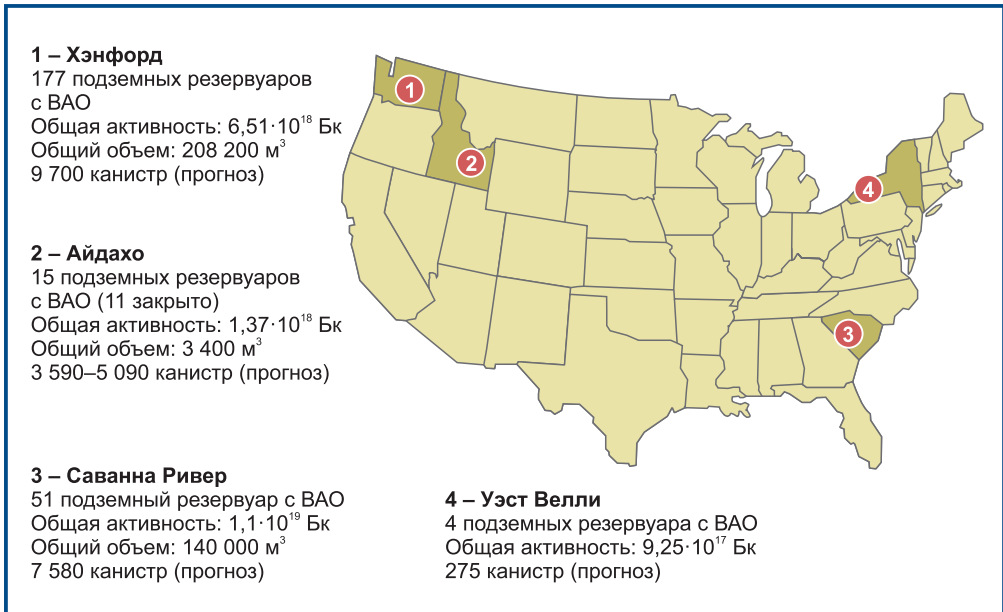 1 – Хэнфорд
177 подземных резервуаров
с ВАО
Общая активность: 6,51·10¹⁸ Бк
Общий объем: 208 200 м³
9 700 канистр (прогноз)
2 – Айдахо
15 подземных резервуаров
с ВАО (11 закрыто)
Общая активность: 1,37·10¹⁸ Бк
Общий объем: 3 400 м³
3 590–5 090 канистр (прогноз)
3 – Саванна Ривер
51 подземный резервуар с ВАО
Общая активность: 1,1·10¹⁹ Бк
Общий объем: 140 000 м³
7 580 канистр (прогноз)
4 – Уэст Велли
4 подземных резервуара с ВАО
Общая активность: 9,25·10¹⁷ Бк
275 канистр (прогноз)
1
2
4
3